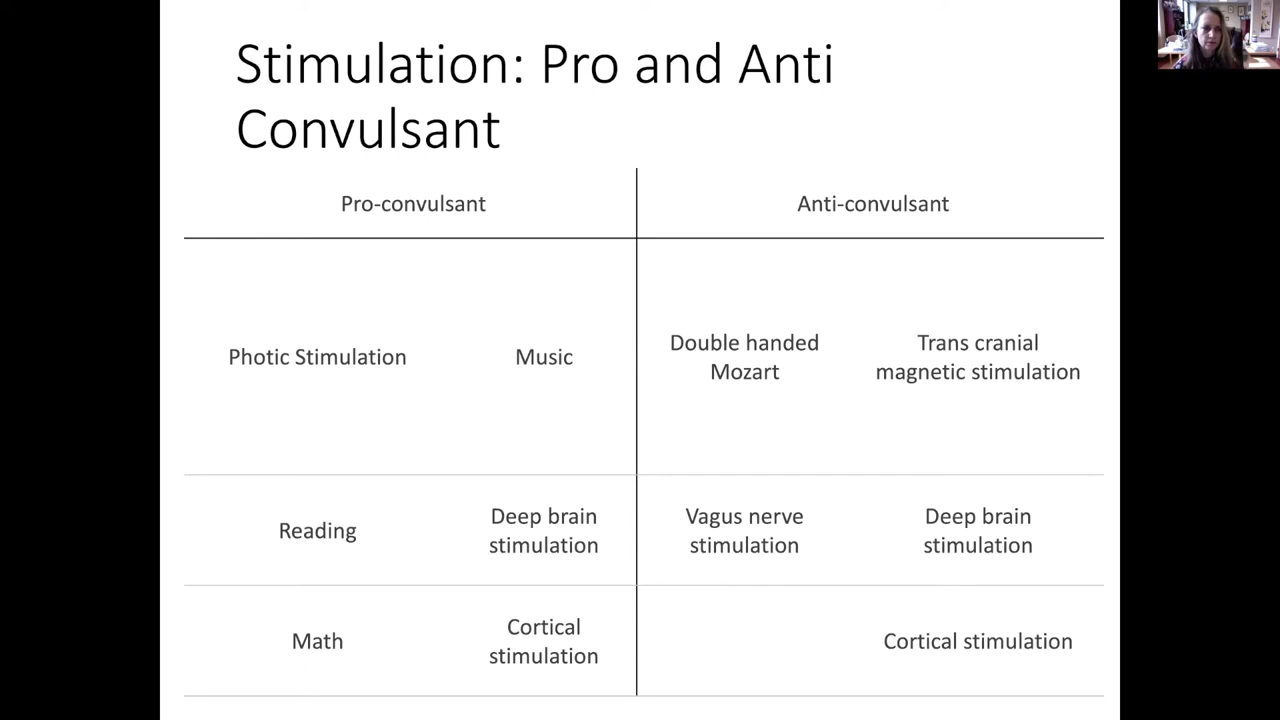 Stimulation: Pro and Anti
Convulsant
Pro-convulsant
Anti-convulsant
Photic Stimulation
Music
Double handed
Mozart
Trans cranial
magnetic stimulation
Reading
Deep brain
stimulation
Vagus nerve
stimulation
Deep brain
stimulation
Math
Cortical
stimulation
Cortical stimulation